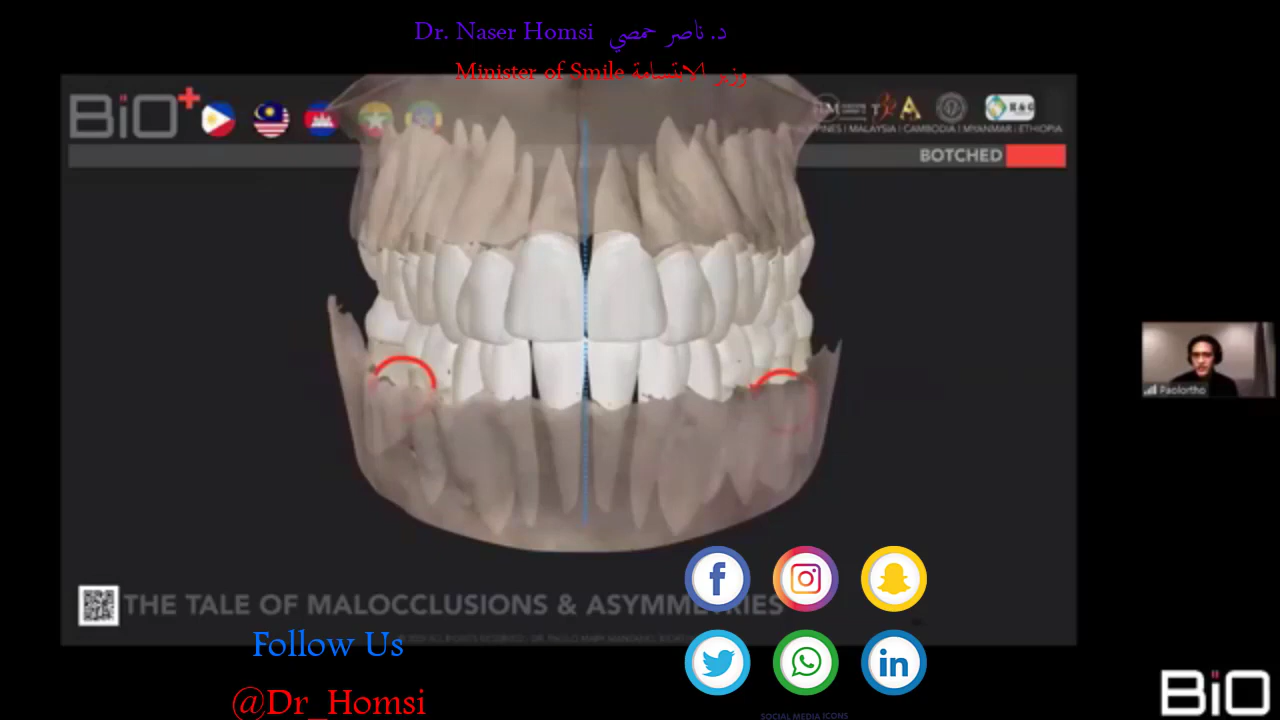 Dr. Naser Homsi د. ناصر حمصي
Minister of Smile وزير الابتسامة
BiO+
K&G
PHILIPPINES | MALAYSIA | CAMBODIA | MYANMAR | ETHIOPIA
BOTCHED
Paolortho
THE TALE OF MALOCCLUSIONS & ASYMMETRIES
Follow Us
@Dr_Homsi
SOCIAL MEDIA ICONS
BiO